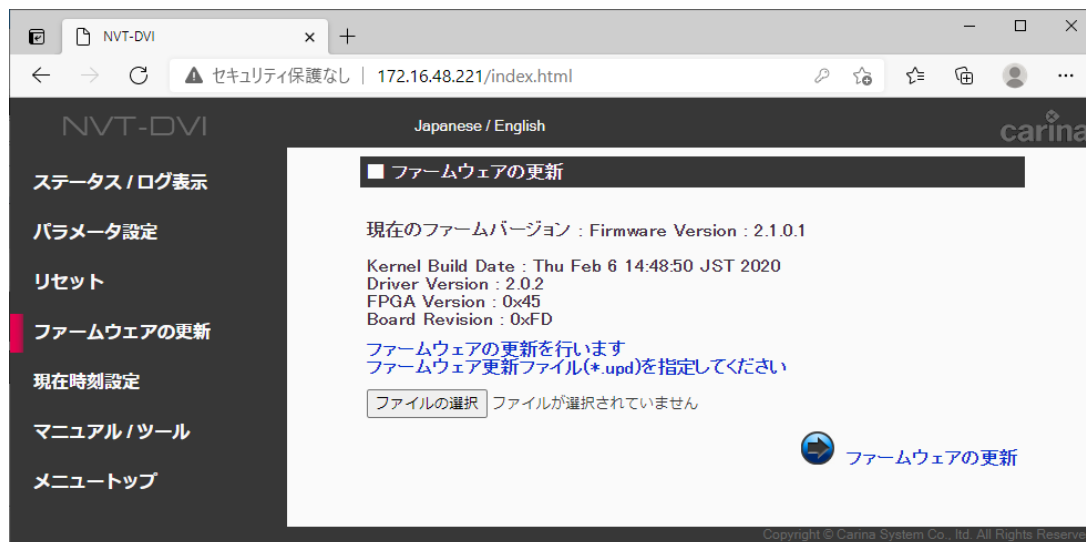 NVT-DVI
セキュリティ保護なし 172.16.48.221/index.html
NVT-DVI Japanese / English carina
ステータス / ログ表示
パラメータ設定
リセット
ファームウェアの更新
現在時刻設定
マニュアル / ツール
メニュートップ
■ ファームウェアの更新
現在のファームバージョン : Firmware Version : 2.1.0.1
Kernel Build Date : Thu Feb 6 14:48:50 JST 2020
Driver Version : 2.0.2
FPGA Version : 0x45
Board Revision : 0xFD
ファームウェアの更新を行います
ファームウェア更新ファイル(*.upd)を指定してください
ファイルの選択 ファイルが選択されていません
ファームウェアの更新
Copyright © Carina System Co., ltd. All Rights Reserve